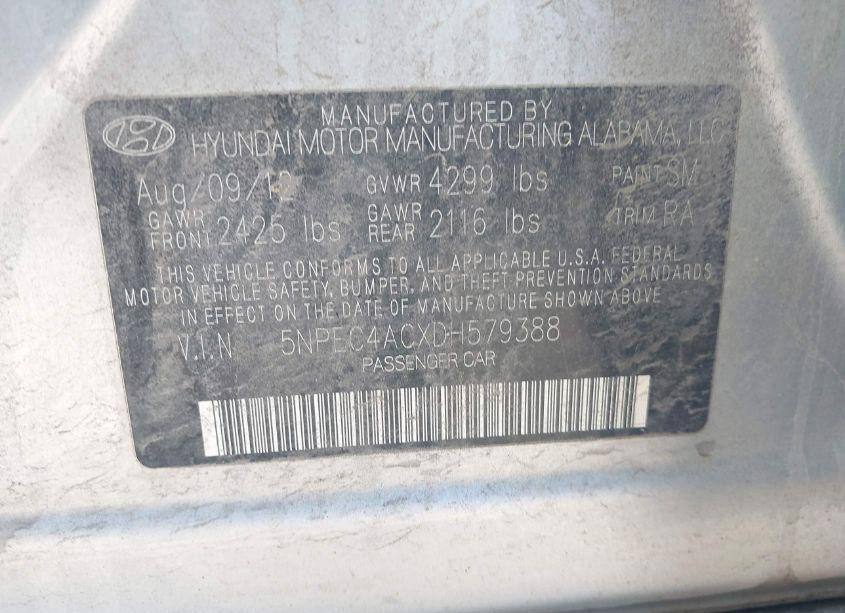 MANUFACTURED BY
HYUNDAI MOTOR MANUFACTURING ALABAMA, LLC
Aug/09/12 GVWR 4299 lbs PAINT SM
GAWR FRONT 2425 lbs GAWR REAR 2116 lbs TRIM RA
THIS VEHICLE CONFORMS TO ALL APPLICABLE U.S.A. FEDERAL
MOTOR VEHICLE SAFETY, BUMPER, AND THEFT PREVENTION STANDARDS
IN EFFECT ON THE DATE OF MANUFACTURE SHOWN ABOVE
V.I.N 5NPEC4ACXDH579388
PASSENGER CAR